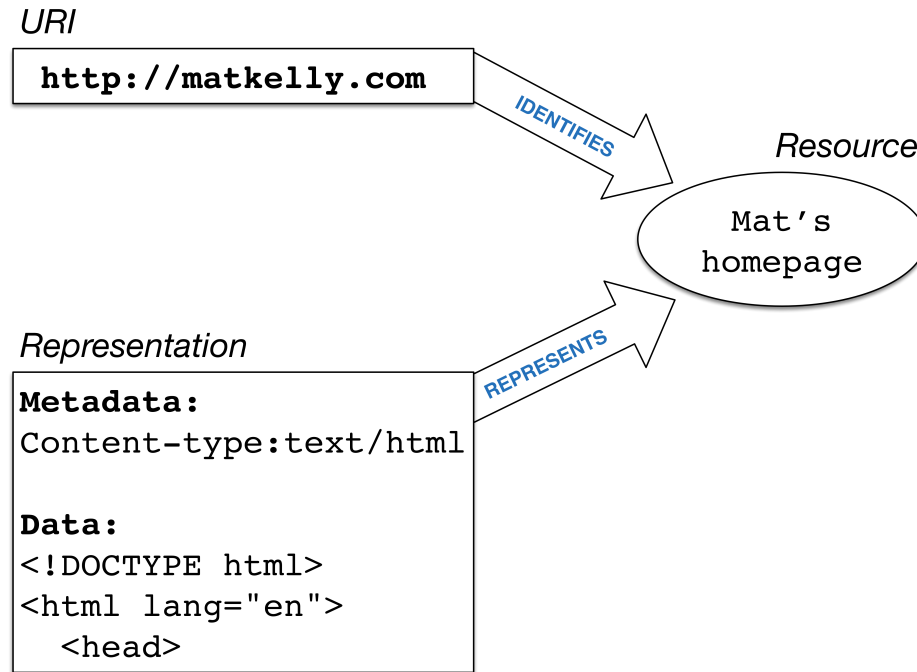 URI
http://matkelly.com
IDENTIFIES
Resource
Mat's
homepage
Representation
REPRESENTS
Metadata:
Content-type:text/html
Data:
<!DOCTYPE html>
<html lang="en">
  <head>